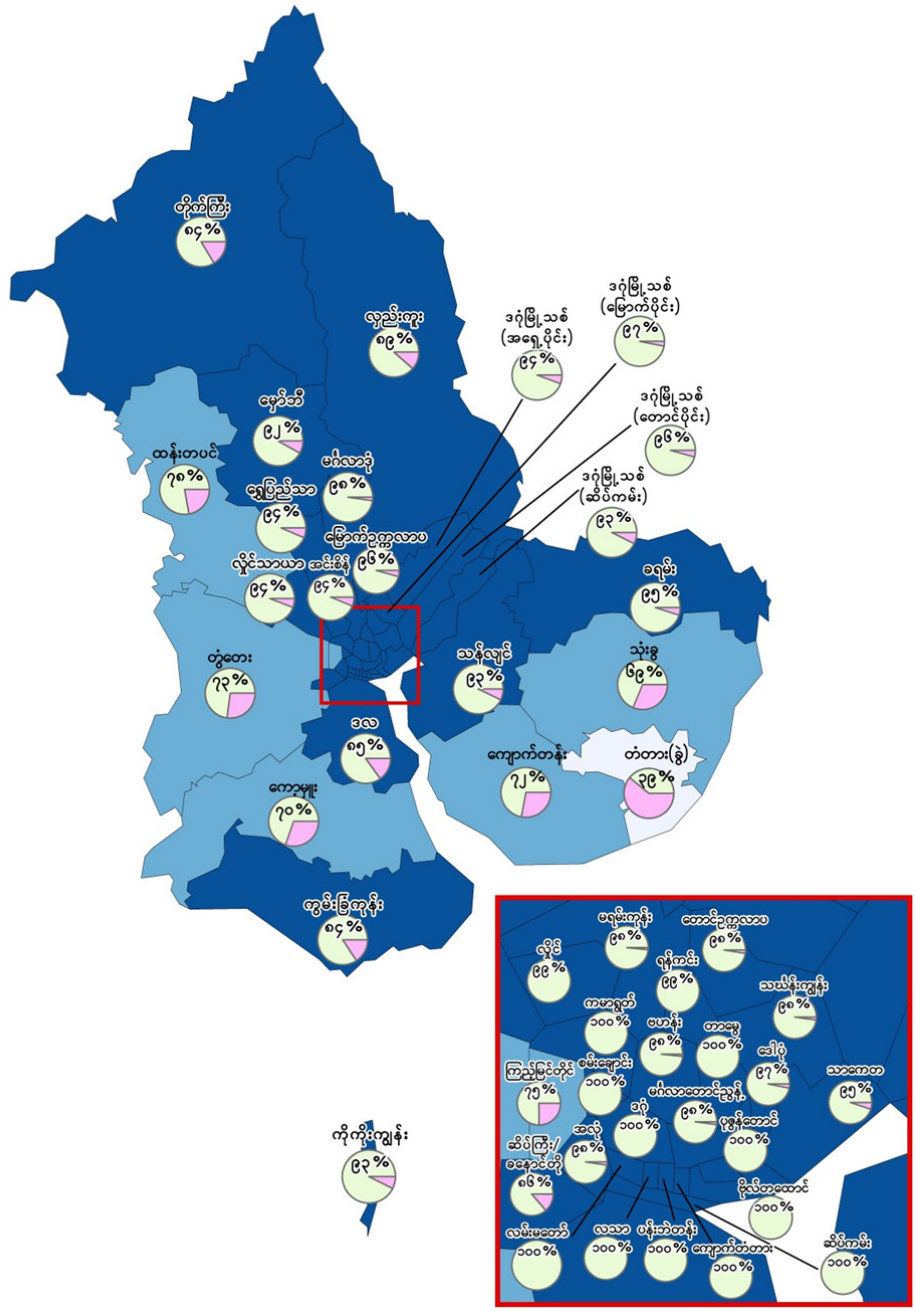 တိုက်ကြီး
၈၄%
လှည်းကူး
၈၉%
ဒဂုံမြို့သစ်
(အရှေ့ပိုင်း)
၉၄%
ဒဂုံမြို့သစ်
(မြောက်ပိုင်း)
၉၇%
ဒဂုံမြို့သစ်
(တောင်ပိုင်း)
၉၆%
ဒဂုံမြို့သစ်
(ဆိပ်ကမ်း)
၉၃%
မှော်ဘီ
၉၂%
ထန်းတပင်
၇၈%
မင်္ဂလာဒုံ
၉၈%
ရွှေပြည်သာ
၉၄%
မြောက်ဥက္ကလာပ
၉၆%
လှိုင်သာယာ
၉၄%
အင်းစိန်
၉၄%
ခရမ်း
၉၅%
တွံတေး
၇၃%
သန်လျင်
၉၃%
သုံးခွ
၆၉%
ဒလ
၈၅%
ကျောက်တန်း
၇၂%
တံတား(ခွဲ)
၃၉%
ကော့မှူး
၇၀%
ကွမ်းခြံကုန်း
၈၄%
ကိုကိုးကျွန်း
၉၃%
မရမ်းကုန်း
၉၈%
တောင်ဥက္ကလာပ
၉၈%
လှိုင်
၉၉%
ရန်ကင်း
၉၉%
သင်္ဃန်းကျွန်း
၉၈%
ကမာရွတ်
၁၀၀%
ဗဟန်း
၉၈%
တာမွေ
၁၀၀%
ဒေါပုံ
၉၇%
သာကေတ
၉၅%
ကြည့်မြင်တိုင်
၇၅%
စမ်းချောင်း
၁၀၀%
မင်္ဂလာတောင်ညွန့်
၉၈%
ဒဂုံ
၁၀၀%
ပုဇွန်တောင်
၁၀၀%
အလုံ
၉၈%
ဆိပ်ကြီး/
ခနောင်တို
၈၆%
ဗိုလ်တထောင်
၁၀၀%
လမ်းမတော်
၁၀၀%
လသာ
၁၀၀%
ပန်းဘဲတန်း
၁၀၀%
ကျောက်တံတား
၁၀၀%
ဆိပ်ကမ်း
၁၀၀%